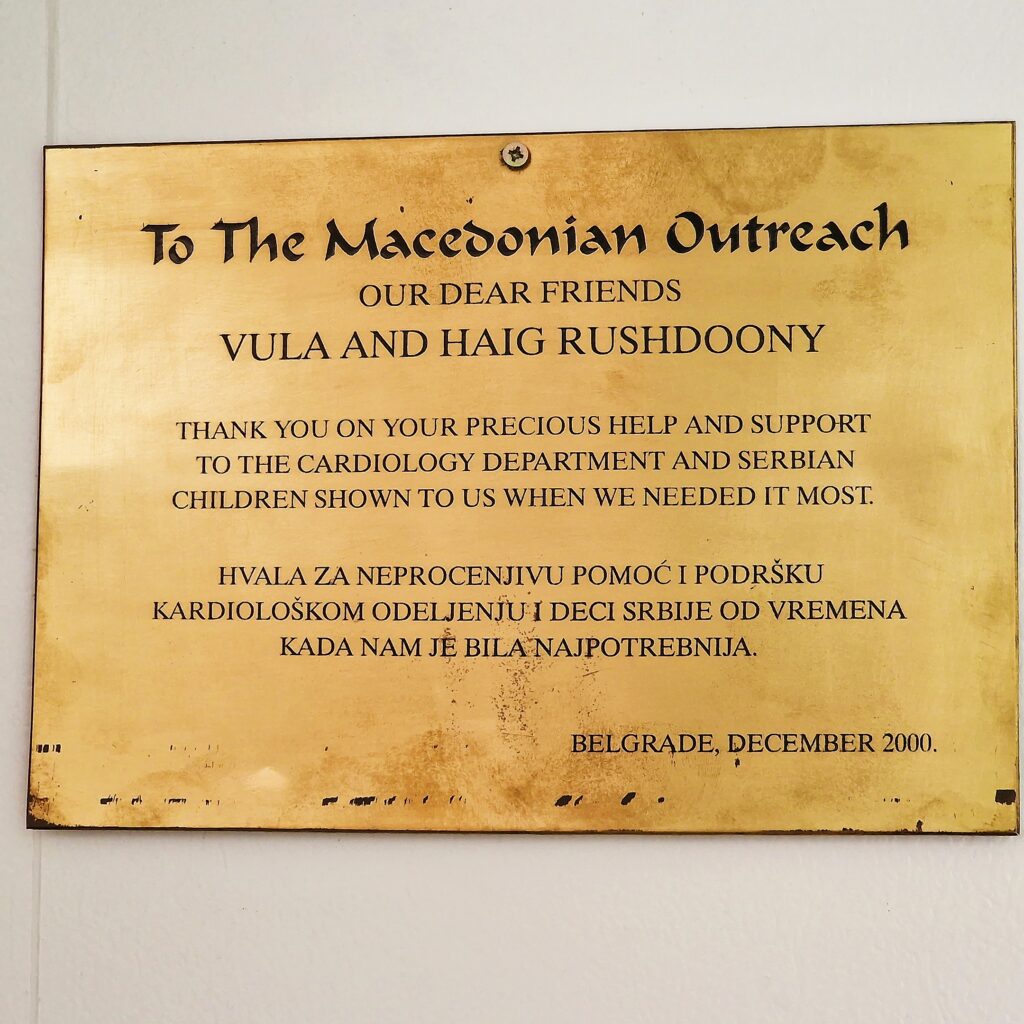 To The Macedonian Outreach
OUR DEAR FRIENDS
VULA AND HAIG RUSHDOONY
THANK YOU ON YOUR PRECIOUS HELP AND SUPPORT
TO THE CARDIOLOGY DEPARTMENT AND SERBIAN
CHILDREN SHOWN TO US WHEN WE NEEDED IT MOST.
HVALA ZA NEPROCENJIVU POMOĆ I PODRŠKU
KARDIOLOŠKOM ODELJENJU I DECI SRBIJE OD VREMENA
KADA NAM JE BILA NAJPOTREBNIJA.
BELGRADE, DECEMBER 2000.